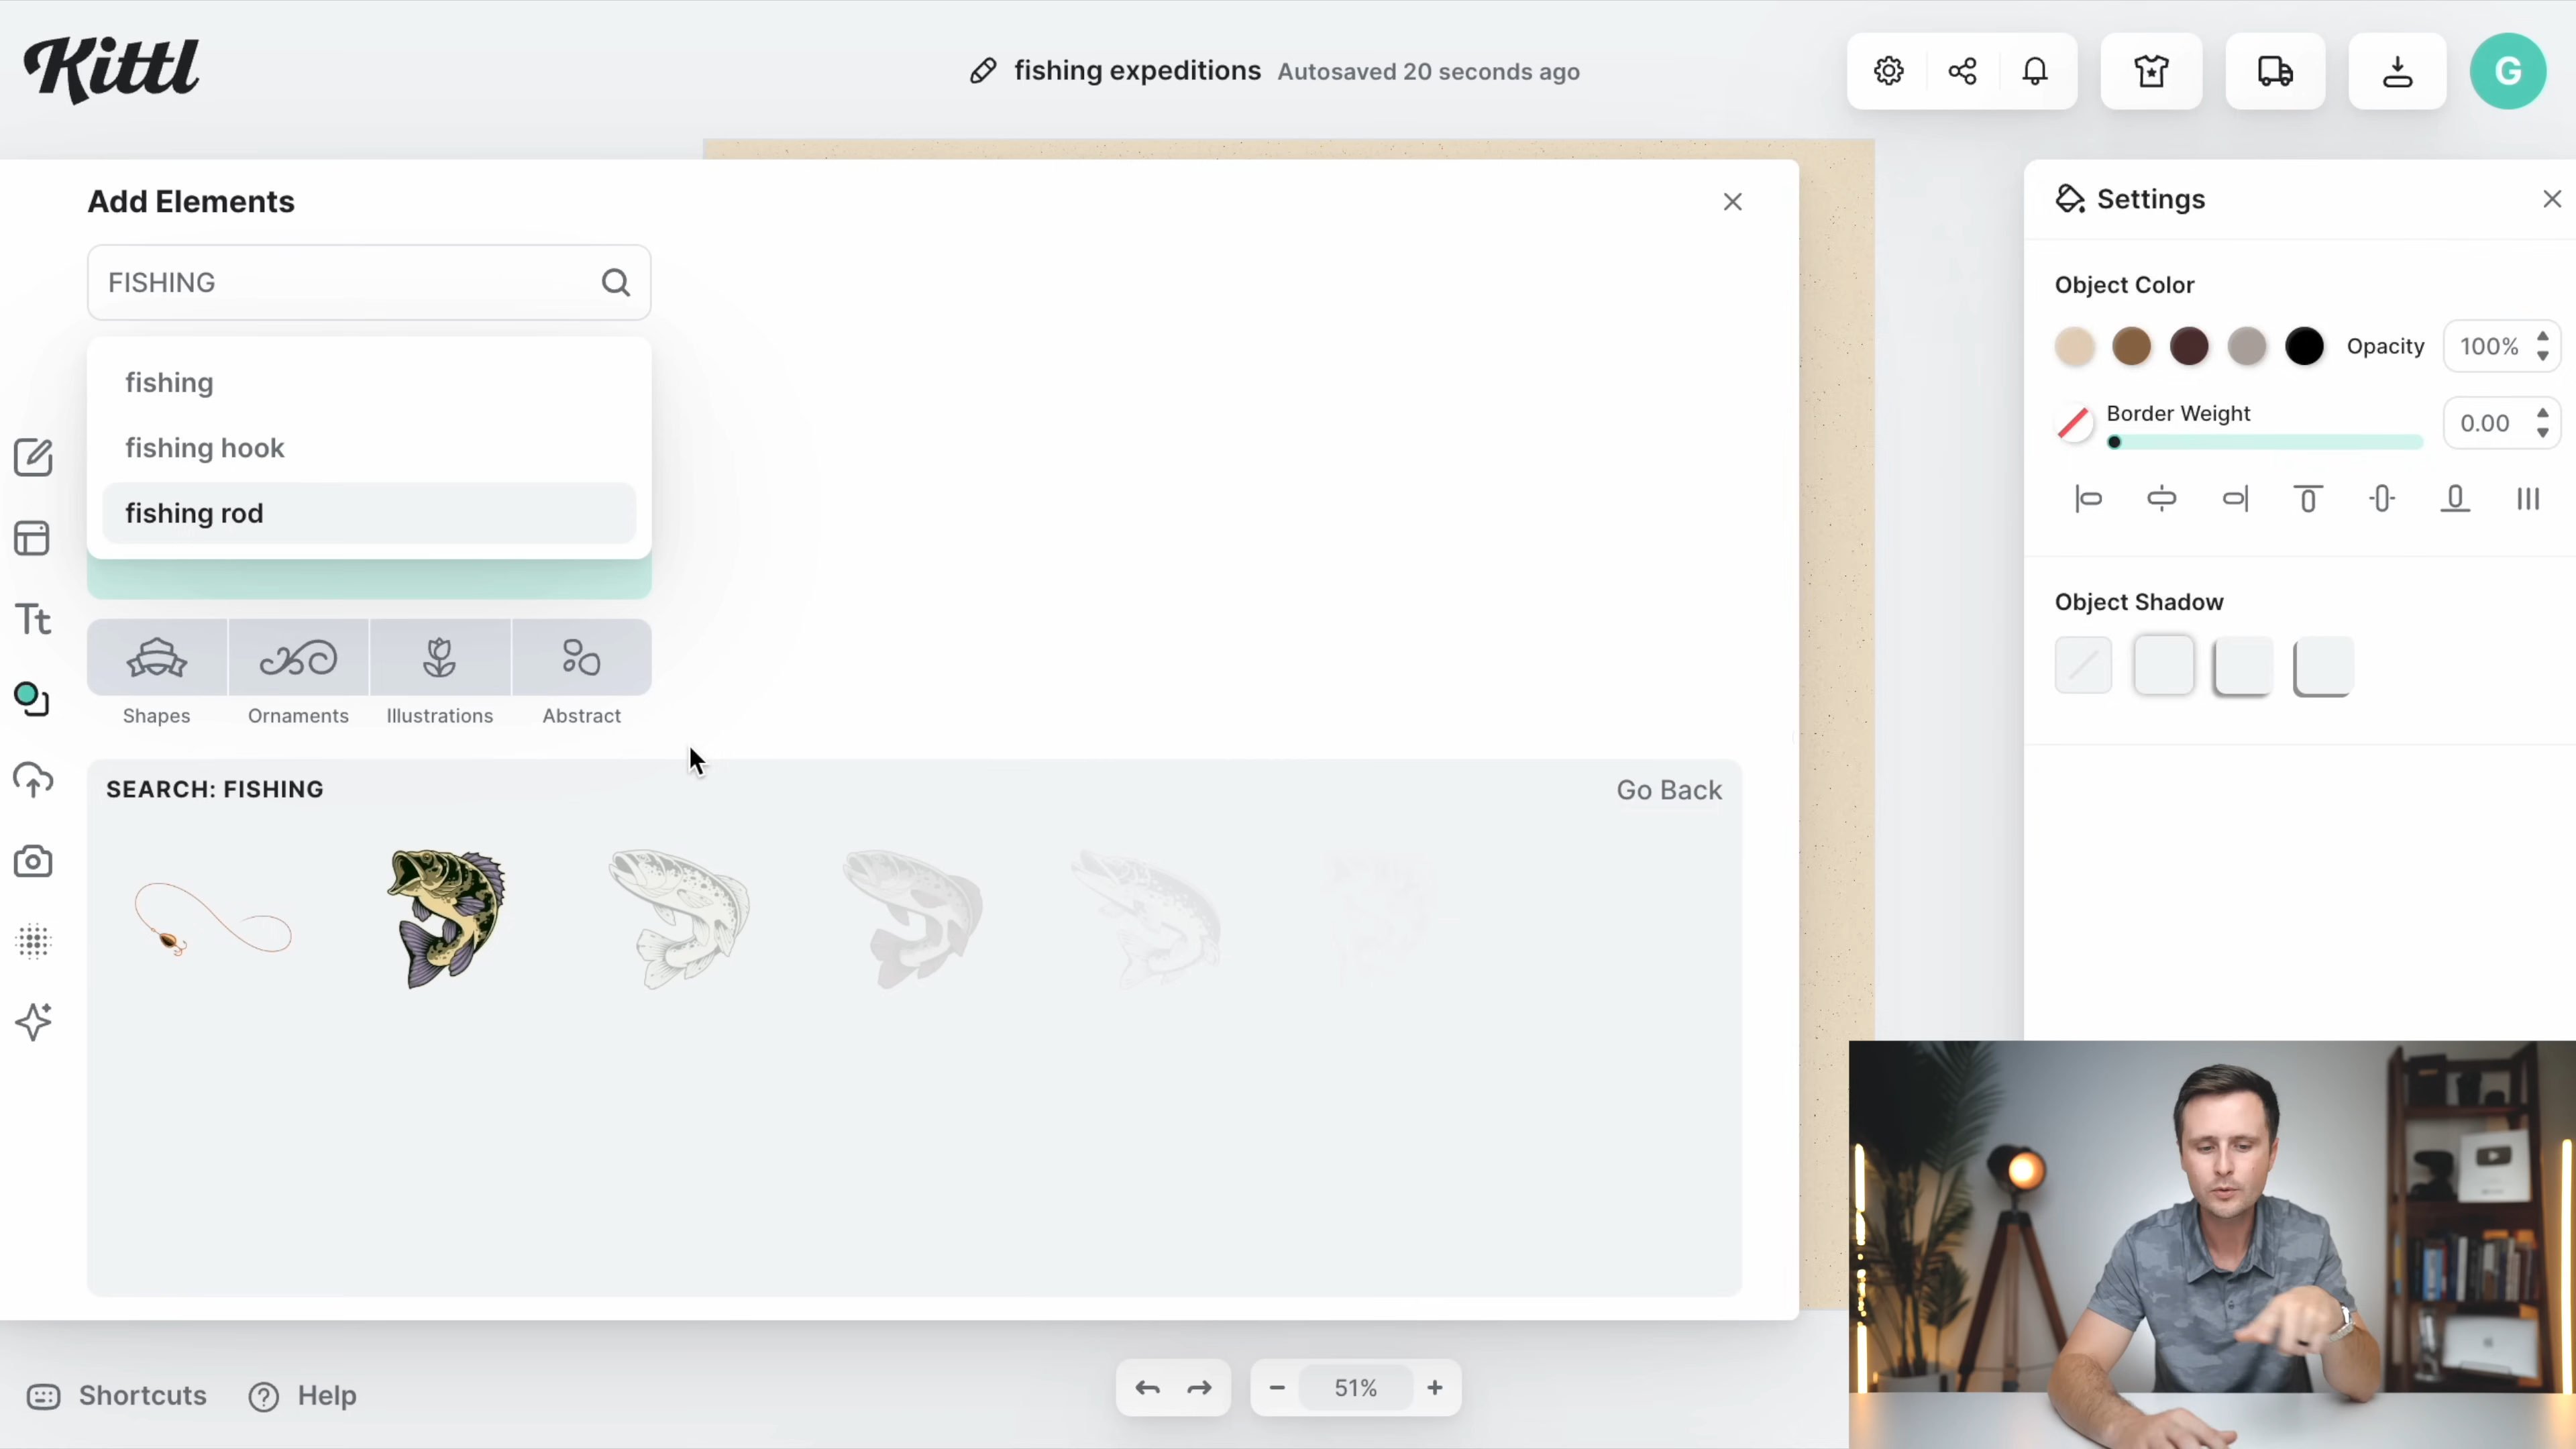 Kittl
fishing expeditions Autosaved 20 seconds ago
G
Add Elements
FISHING
fishing
fishing hook
fishing rod
Shapes Ornaments Illustrations Abstract
SEARCH: FISHING Go Back
Settings
Object Color
Opacity 100%
Border Weight 0.00
Object Shadow
Shortcuts Help
51%